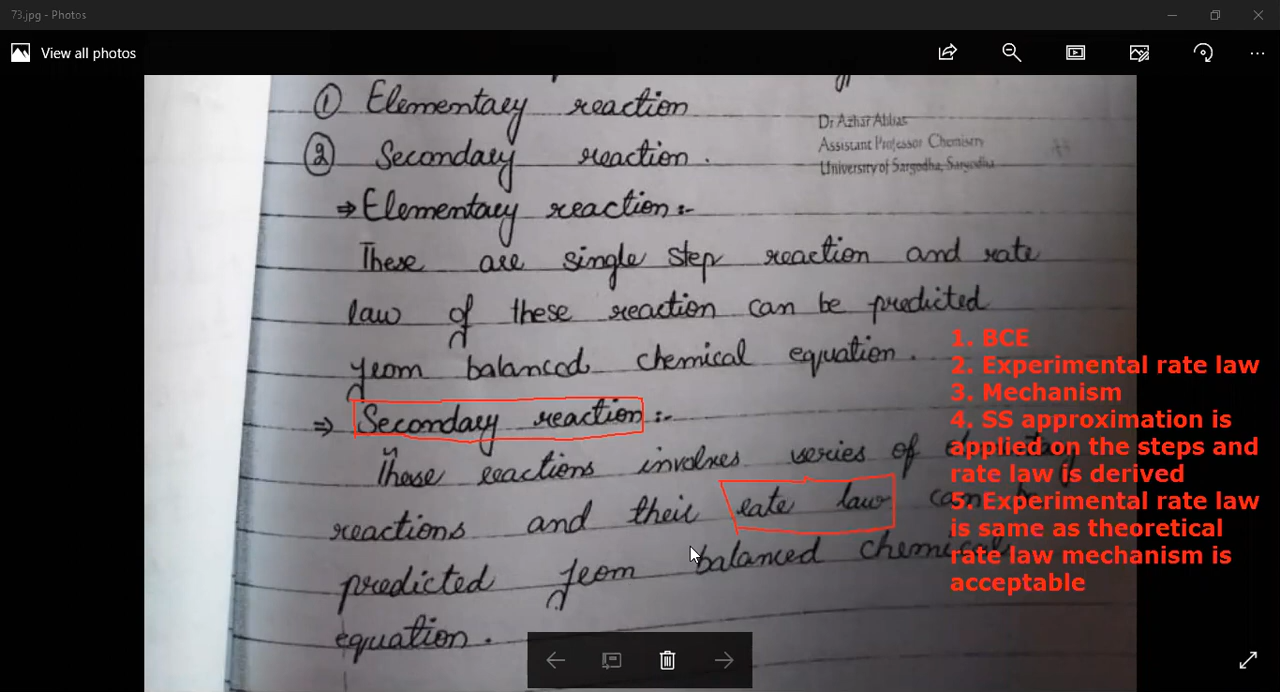 73.jpg - Photos
View all photos
① Elementary reaction
② Secondary reaction.
Dr Azhar Abbas
Assistant Professor Chemistry
University of Sargodha, Sargodha
⇒ Elementary reaction :-
These are single step reaction and rate
law of these reaction can be predicted
from balanced chemical equation.
⇒ Secondary reaction :-
These reactions involves series of
reactions and their rate law can
predicted from balanced chemical
equation.
1. BCE
2. Experimental rate law
3. Mechanism
4. SS approximation is
applied on the steps and
rate law is derived
5. Experimental rate law
is same as theoretical
rate law mechanism is
acceptable